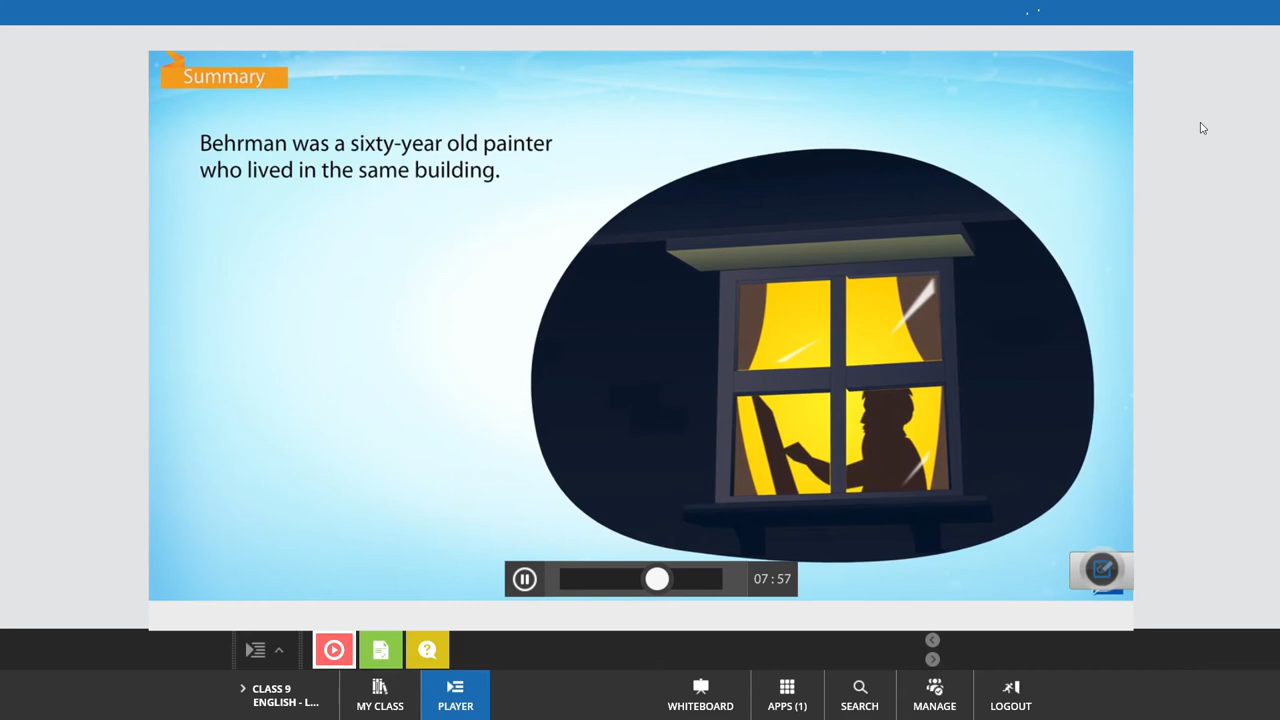 Summary
Behrman was a sixty-year old painter
who lived in the same building.
07 : 57
CLASS 9
ENGLISH - L...
MY CLASS
PLAYER
WHITEBOARD
APPS (1)
SEARCH
MANAGE
LOGOUT